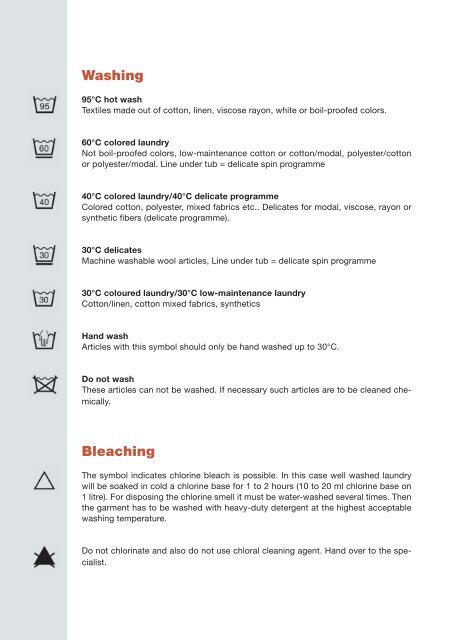 Washing
95
95°C hot wash
Textiles made out of cotton, linen, viscose rayon, white or boil-proofed colors.
60
60°C colored laundry
Not boil-proofed colors, low-maintenance cotton or cotton/modal, polyester/cotton
or polyester/modal. Line under tub = delicate spin programme
40
40°C colored laundry/40°C delicate programme
Colored cotton, polyester, mixed fabrics etc.. Delicates for modal, viscose, rayon or
synthetic fibers (delicate programme).
30
30°C delicates
Machine washable wool articles, Line under tub = delicate spin programme
30
30°C coloured laundry/30°C low-maintenance laundry
Cotton/linen, cotton mixed fabrics, synthetics
Hand wash
Articles with this symbol should only be hand washed up to 30°C.
Do not wash
These articles can not be washed. If necessary such articles are to be cleaned che-
mically.
Bleaching
The symbol indicates chlorine bleach is possible. In this case well washed laundry
will be soaked in cold a chlorine base for 1 to 2 hours (10 to 20 ml chlorine base on
1 litre). For disposing the chlorine smell it must be water-washed several times. Then
the garment has to be washed with heavy-duty detergent at the highest acceptable
washing temperature.
Do not chlorinate and also do not use chloral cleaning agent. Hand over to the spe-
cialist.